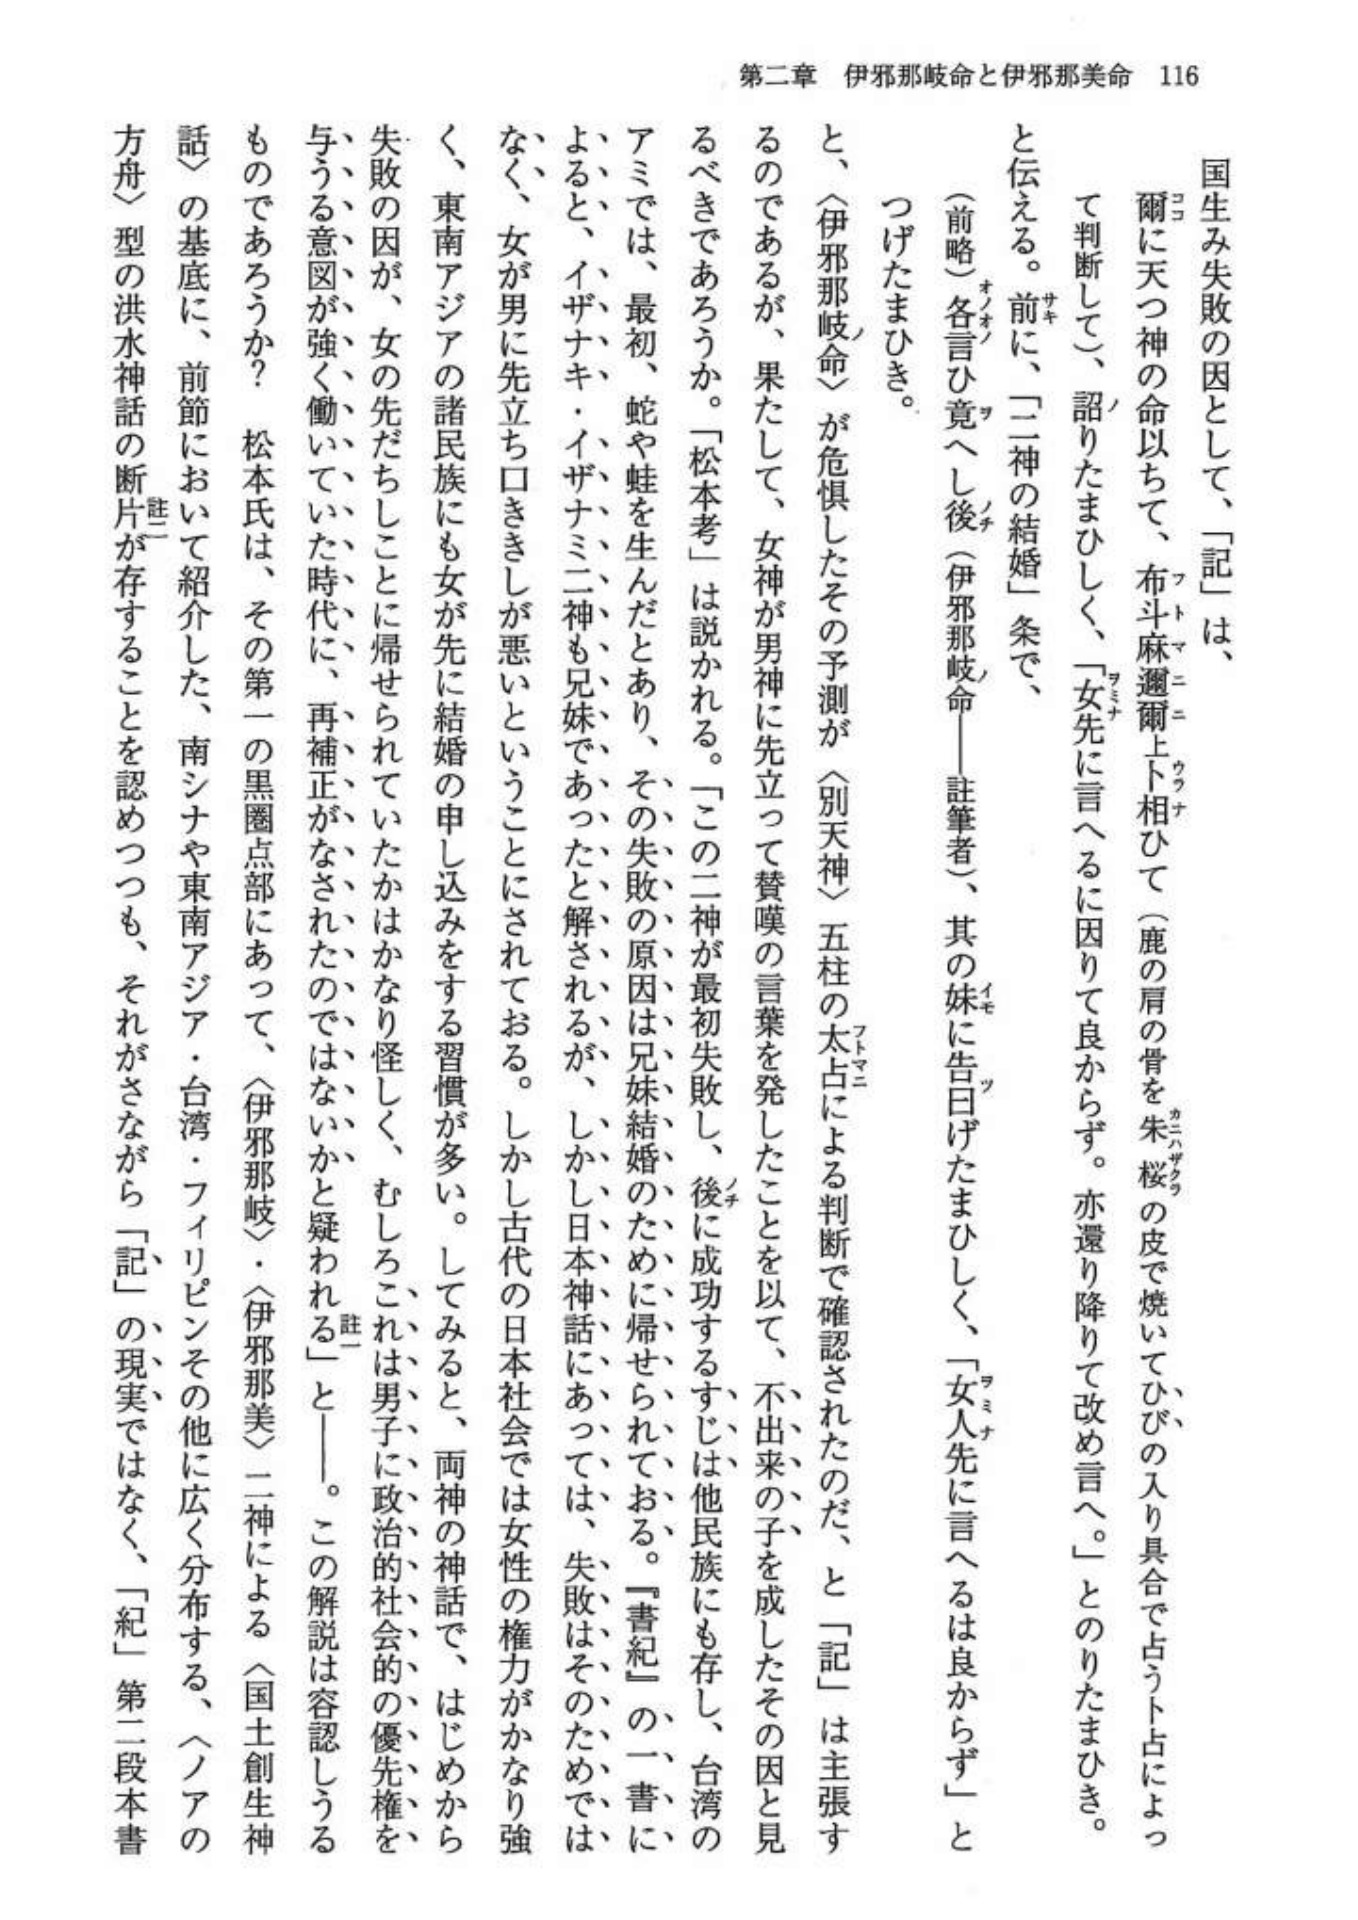 第二章　伊邪那岐命と伊邪那美命　116
国生み失敗の因として、「記」は、
爾に天つ神の命以ちて、布斗麻邇爾上卜相ひて（鹿の肩の骨を朱桜の皮で焼いてひびの入り具合で占う卜占によっ
て判断して）、詔りたまひしく、「女先に言へるに因りて良からず。亦還り降りて改め言へ。」とのりたまひき。
と伝える。前に、「二神の結婚」条で、
（前略）各言ひ竟へし後（伊邪那岐命――註筆者）、其の妹に告曰げたまひしく、「女人先に言へるは良からず」と
つげたまひき。
と、〈伊邪那岐命〉が危惧したその予測が〈別天神〉五柱の太占による判断で確認されたのだ、と「記」は主張す
るのであるが、果たして、女神が男神に先立って賛嘆の言葉を発したことを以て、不出来の子を成したその因と見
るべきであろうか。「松本考」は説かれる。「この二神が最初失敗し、後に成功するすじは他民族にも存し、台湾の
アミでは、最初、蛇や蛙を生んだとあり、その失敗の原因は兄妹結婚のために帰せられておる。『書紀』の一書に
よると、イザナキ・イザナミ二神も兄妹であったと解されるが、しかし日本神話にあっては、失敗はそのためでは
なく、女が男に先立ち口ききしが悪いということにされておる。しかし古代の日本社会では女性の権力がかなり強
く、東南アジアの諸民族にも女が先に結婚の申し込みをする習慣が多い。してみると、両神の神話で、はじめから
失敗の因が、女の先だちしことに帰せられていたかはかなり怪しく、むしろこれは男子に政治的社会的の優先権を
与うる意図が強く働いていた時代に、再補正がなされたのではないかと疑われる」註一と――。この解説は容認しうる
ものであろうか？　松本氏は、その第一の黒圏点部にあって、〈伊邪那岐〉・〈伊邪那美〉二神による〈国土創生神
話〉の基底に、前節において紹介した、南シナや東南アジア・台湾・フィリピンその他に広く分布する、〈ノアの
方舟〉型の洪水神話の断片註二が存することを認めつつも、それがさながら「記」の現実ではなく、「紀」第二段本書